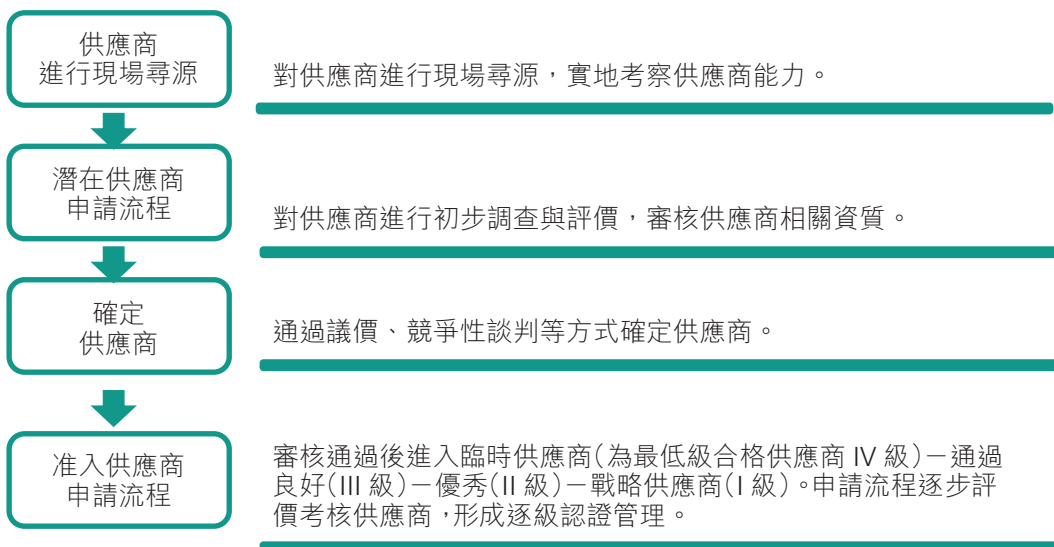 供應商
進行現場尋源
對供應商進行現場尋源，實地考察供應商能力。
潛在供應商
申請流程
對供應商進行初步調查與評價，審核供應商相關資質。
確定
供應商
通過議價、競爭性談判等方式確定供應商。
准入供應商
申請流程
審核通過後進入臨時供應商（為最低級合格供應商 IV 級）－通過
良好（III 級）－優秀（II 級）－戰略供應商（I 級）。申請流程逐步評
價考核供應商，形成逐級認證管理。